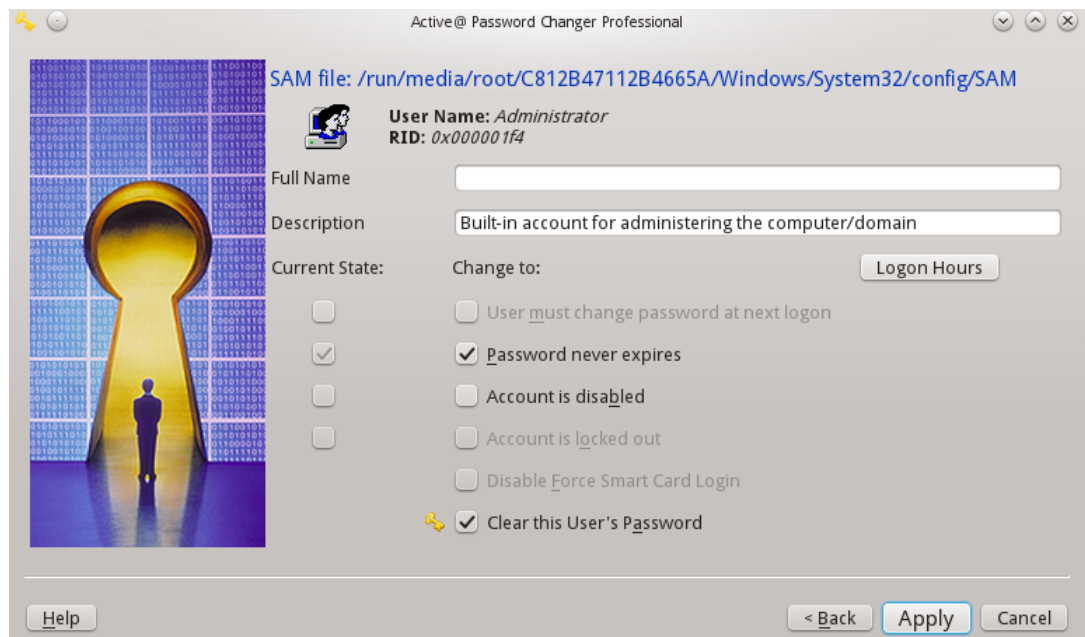 Active@ Password Changer Professional
SAM file: /run/media/root/C812B47112B4665A/Windows/System32/config/SAM
User Name: Administrator
RID: 0x000001f4
Full Name
Description Built-in account for administering the computer/domain
Current State: Change to: Logon Hours
User must change password at next logon
Password never expires
Account is disabled
Account is locked out
Disable Force Smart Card Login
Clear this User's Password
Help < Back Apply Cancel